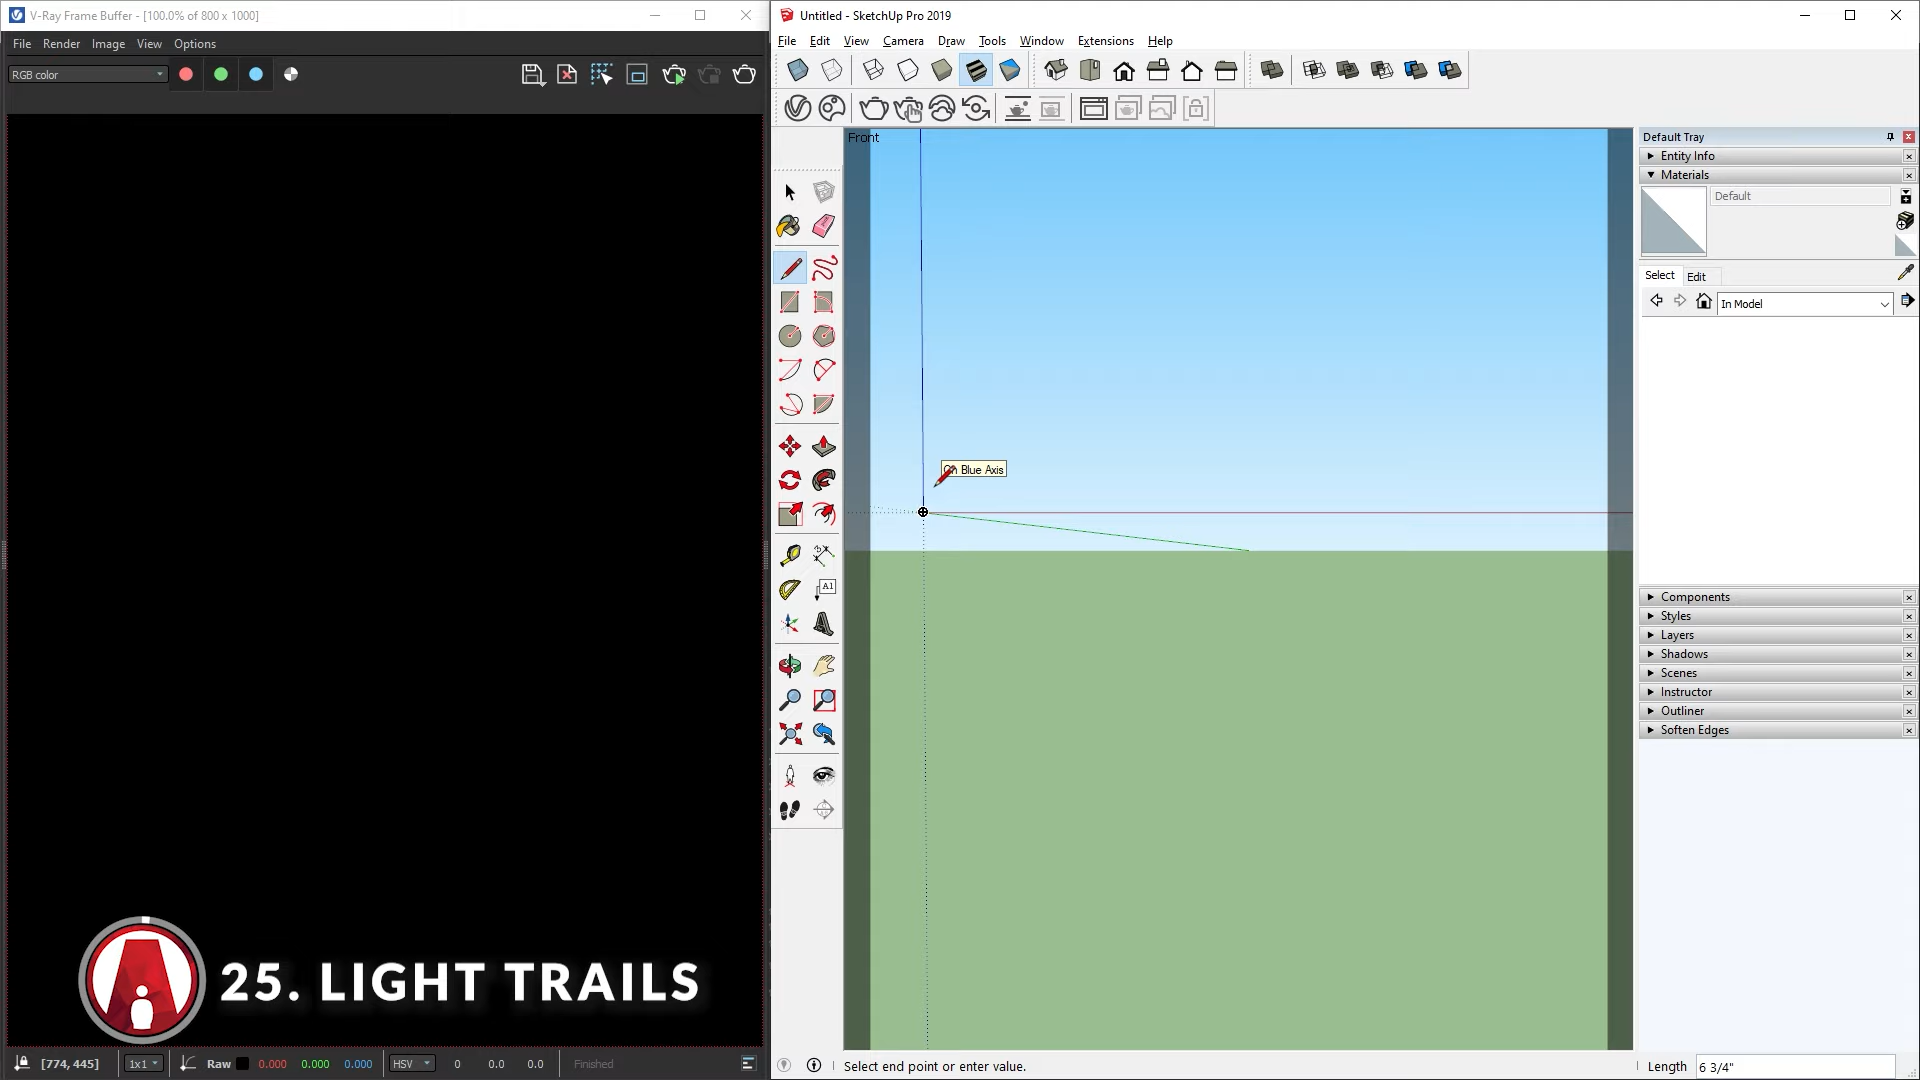 V-Ray Frame Buffer - [100.0% of 800 x 1000]
File Render Image View Options
RGB color
25. LIGHT TRAILS
[774, 445] 1x1 Raw 0.000 0.000 0.000 HSV 0 0.0 0.0 Finished
Untitled - SketchUp Pro 2019
File Edit View Camera Draw Tools Window Extensions Help
Front
On Blue Axis
A1
Default Tray
Entity Info
Materials
Default
Select Edit
In Model
Components
Styles
Layers
Shadows
Scenes
Instructor
Outliner
Soften Edges
Select end point or enter value.
Length 6 3/4"